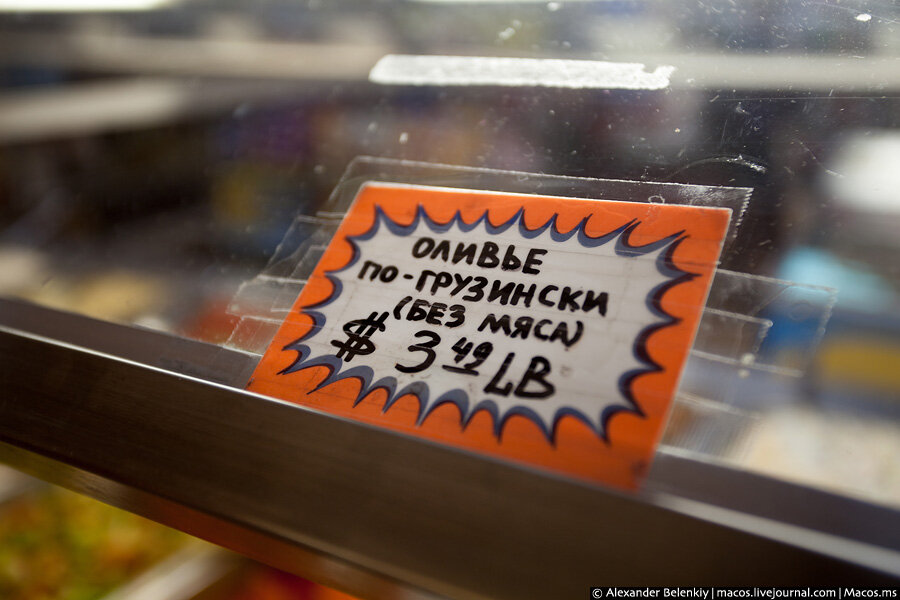 ОЛИВЬЕ
ПО-ГРУЗИНСКИ
(БЕЗ МЯСА)
$ 3 49 LB
© Alexander Belenkiy | macos.livejournal.com | Macos.ms